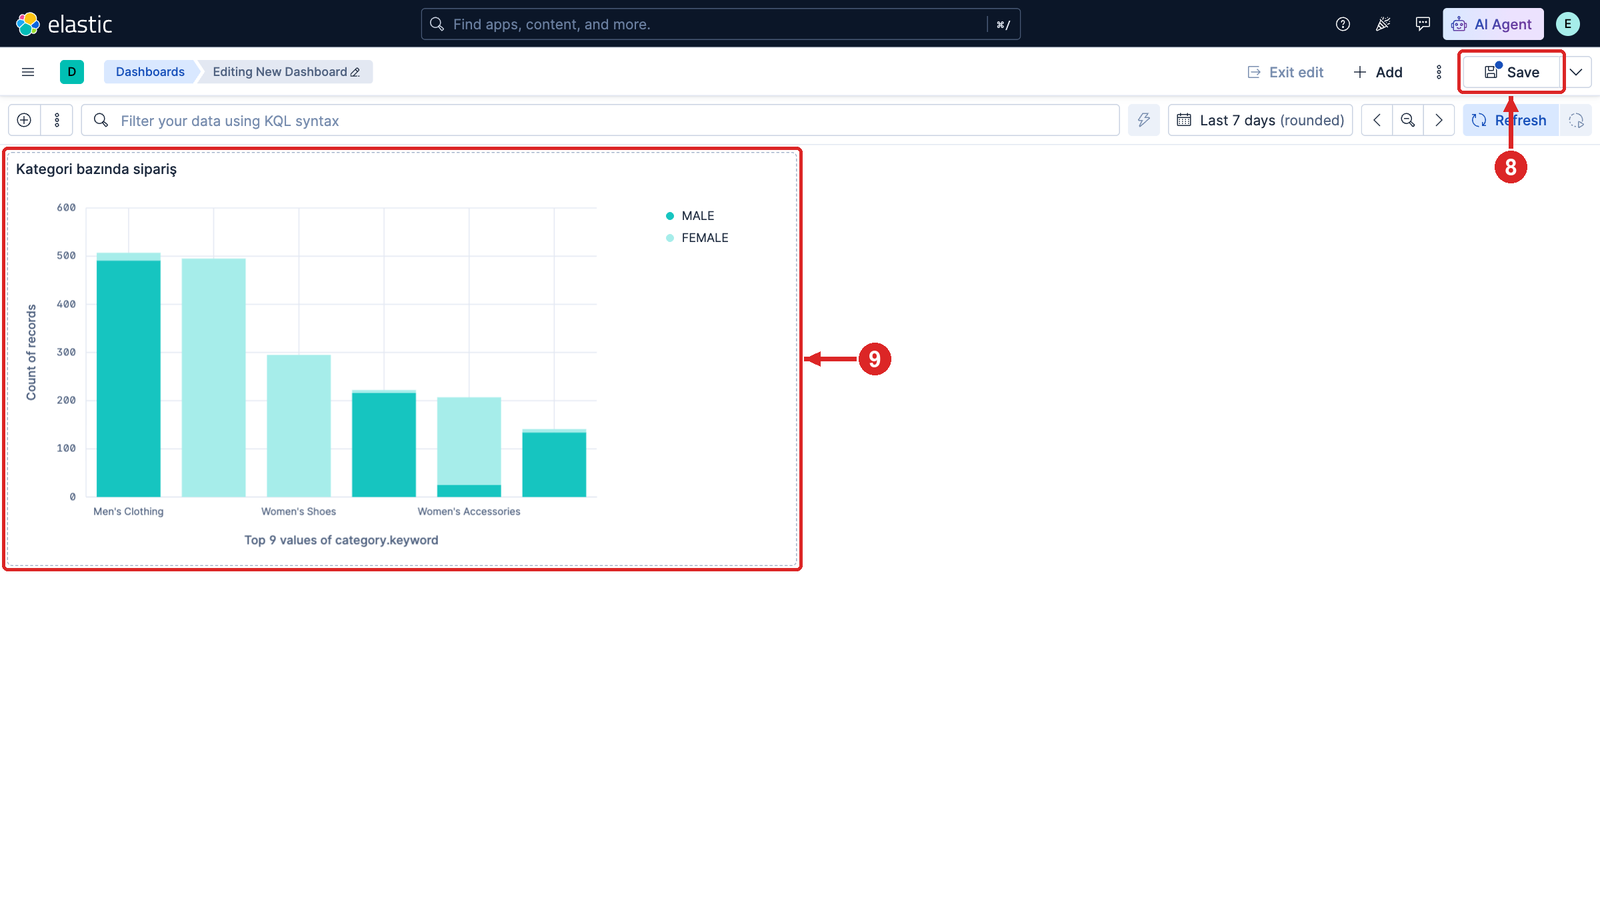 elastic
Find apps, content, and more.
⌘/
AI Agent
E
D
Dashboards
Editing New Dashboard
Exit edit
Add
Save
Filter your data using KQL syntax
Last 7 days (rounded)
Refresh
8
Kategori bazında sipariş
600
500
400
300
200
100
0
Count of records
Men's Clothing
Women's Shoes
Women's Accessories
Top 9 values of category.keyword
MALE
FEMALE
9